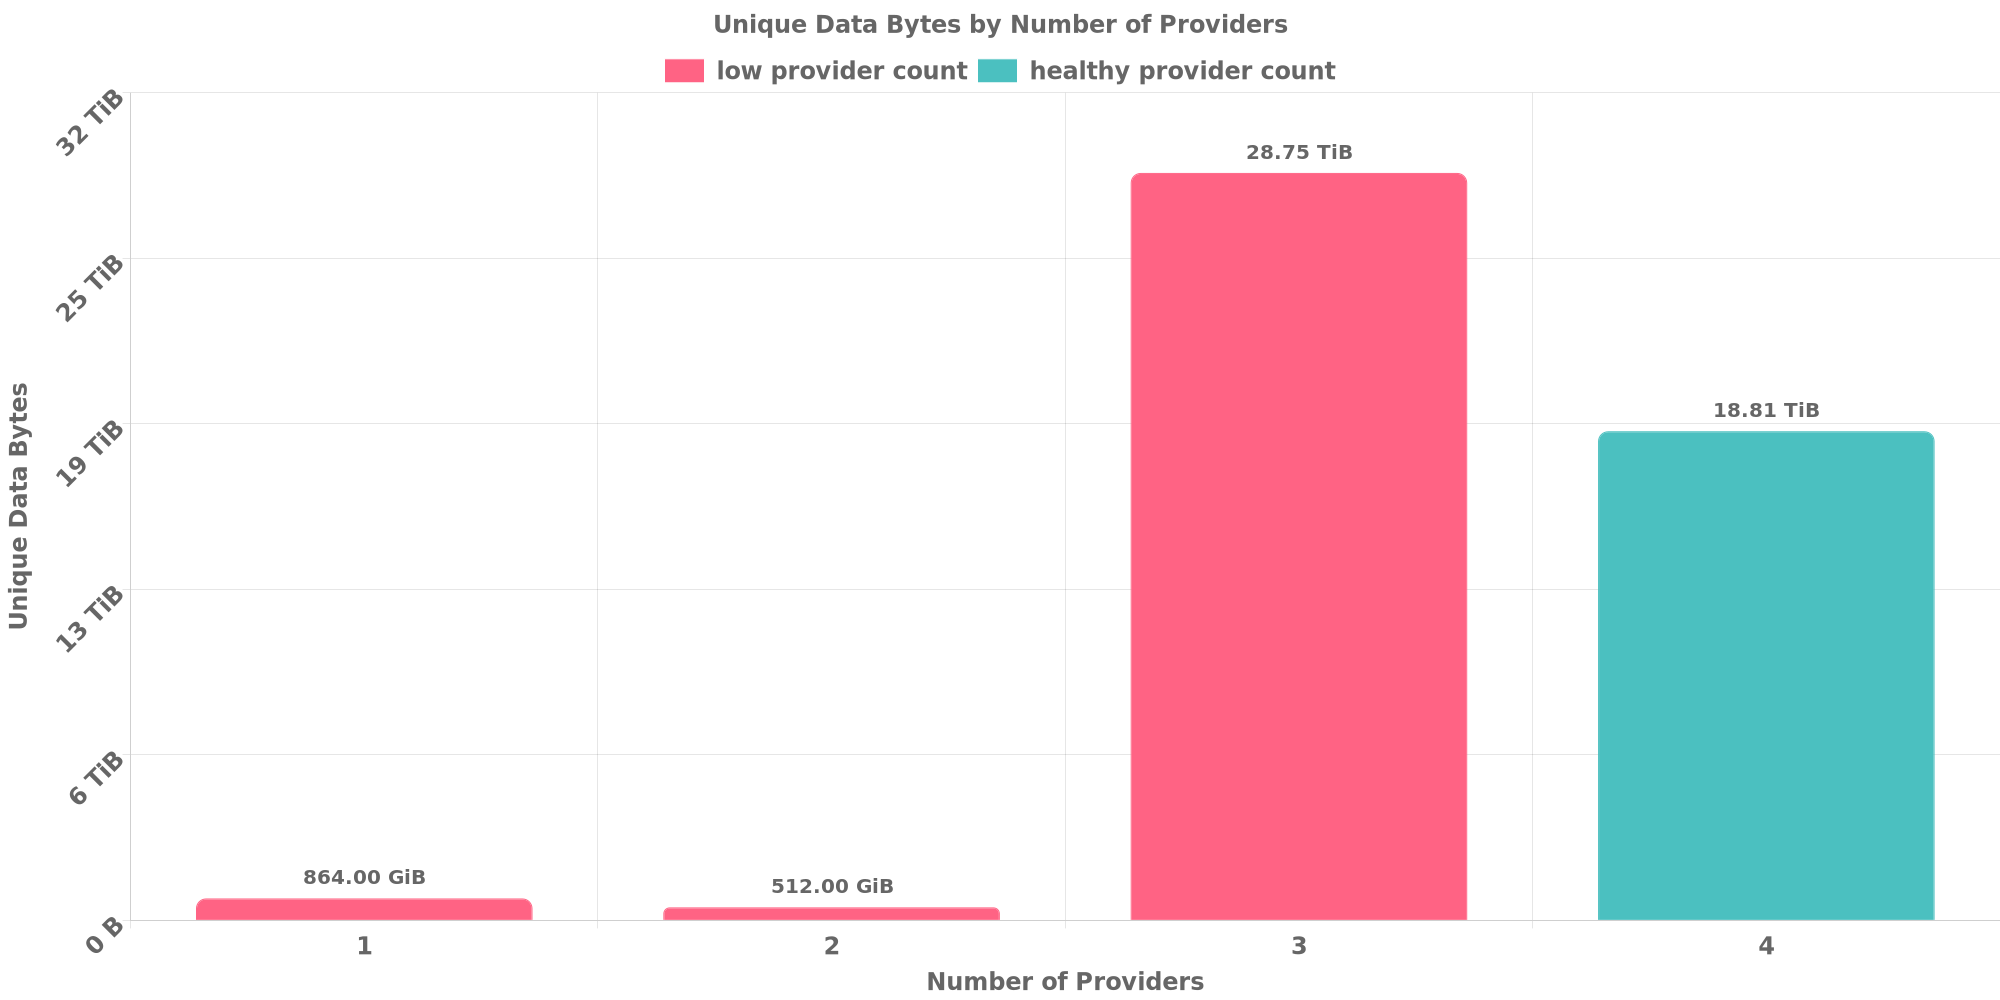 Unique Data Bytes by Number of Providers
low provider count healthy provider count
32 TiB
25 TiB
19 TiB
13 TiB
6 TiB
0 B
Unique Data Bytes
864.00 GiB
512.00 GiB
28.75 TiB
18.81 TiB
1 2 3 4
Number of Providers